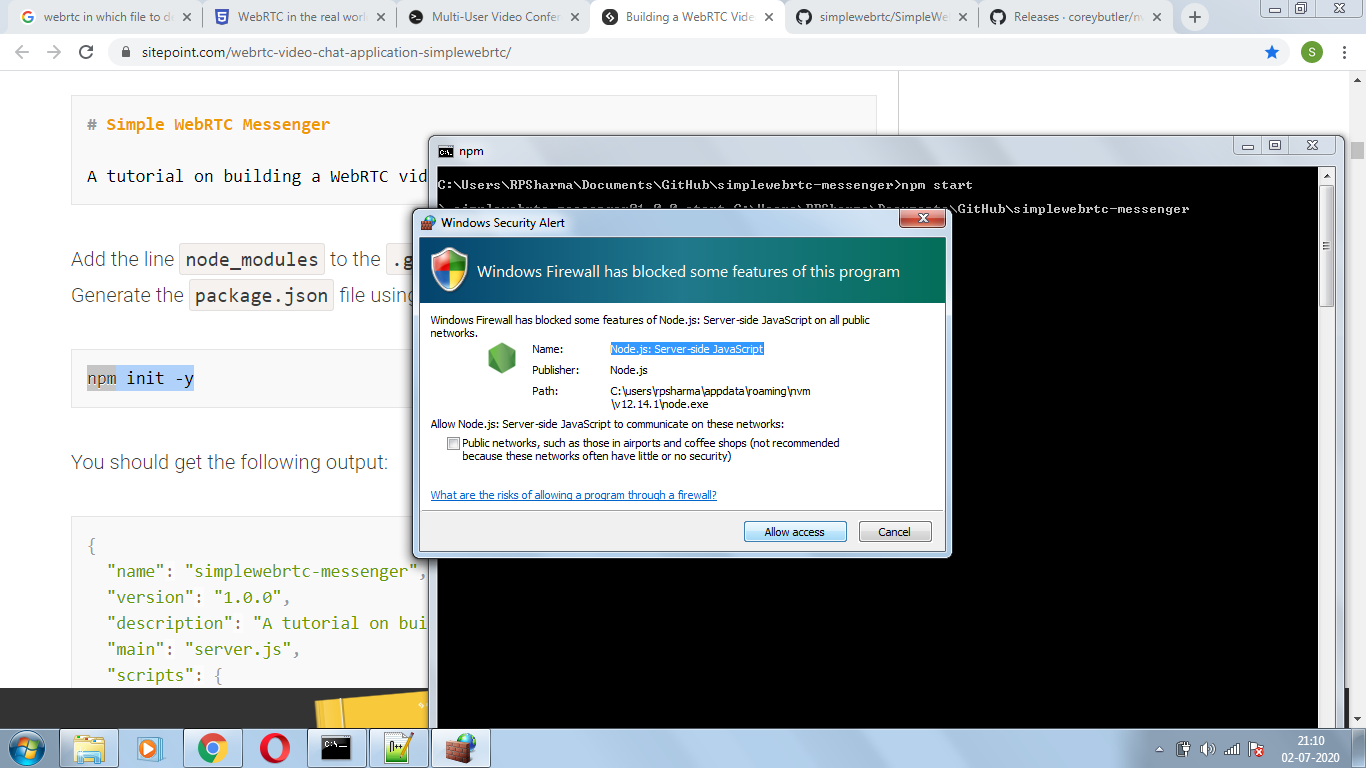 webrtc in which file to d
WebRTC in the real worl
Multi-User Video Confer
Building a WebRTC Vide
simplewebrtc/SimpleWe
Releases · coreybutler/nv
sitepoint.com/webrtc-video-chat-application-simplewebrtc/
S
# Simple WebRTC Messenger
A tutorial on building a WebRTC vid
Add the line node_modules to the .g
Generate the package.json file using
npm init -y
You should get the following output:
{
"name": "simplewebrtc-messenger",
"version": "1.0.0",
"description": "A tutorial on bui
"main": "server.js",
"scripts": {
npm
C:\Users\RPSharma\Documents\GitHub\simplewebrtc-messenger>npm start
\GitHub\simplewebrtc-messenger
Windows Security Alert
Windows Firewall has blocked some features of this program
Windows Firewall has blocked some features of Node.js: Server-side JavaScript on all public
networks.
Name: Node.js: Server-side JavaScript
Publisher: Node.js
Path: C:\users\rpsharma\appdata\roaming\nvm
\v12.14.1\node.exe
Allow Node.js: Server-side JavaScript to communicate on these networks:
Public networks, such as those in airports and coffee shops (not recommended
because these networks often have little or no security)
What are the risks of allowing a program through a firewall?
Allow access
Cancel
21:10
02-07-2020